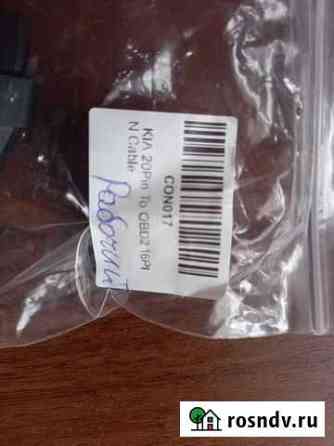 CON017
KIA 20Pin To OBD2 16PI
N Cable
Рабочий
rosndv.ru